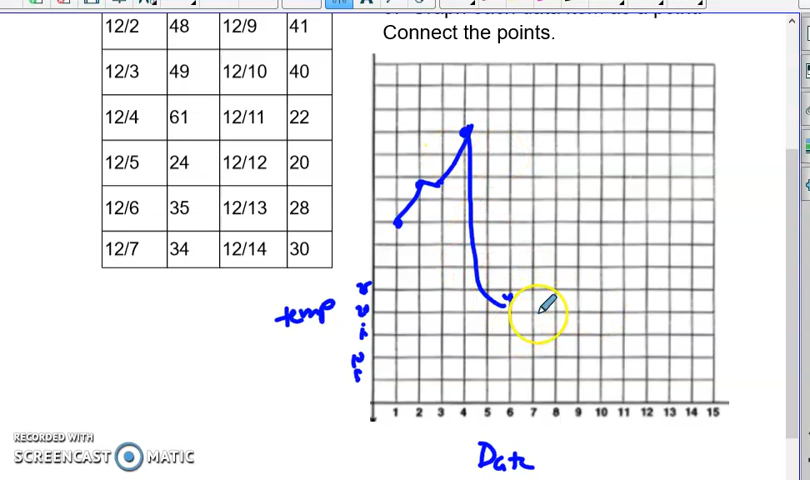 Connect the points.
12/2 48 12/9 41
12/3 49 12/10 40
12/4 61 12/11 22
12/5 24 12/12 20
12/6 35 12/13 28
12/7 34 12/14 30
temp
1 2 3 4 5 6 7 8 9 10 11 12 13 14 15
Date
RECORDED WITH
SCREENCAST MATIC